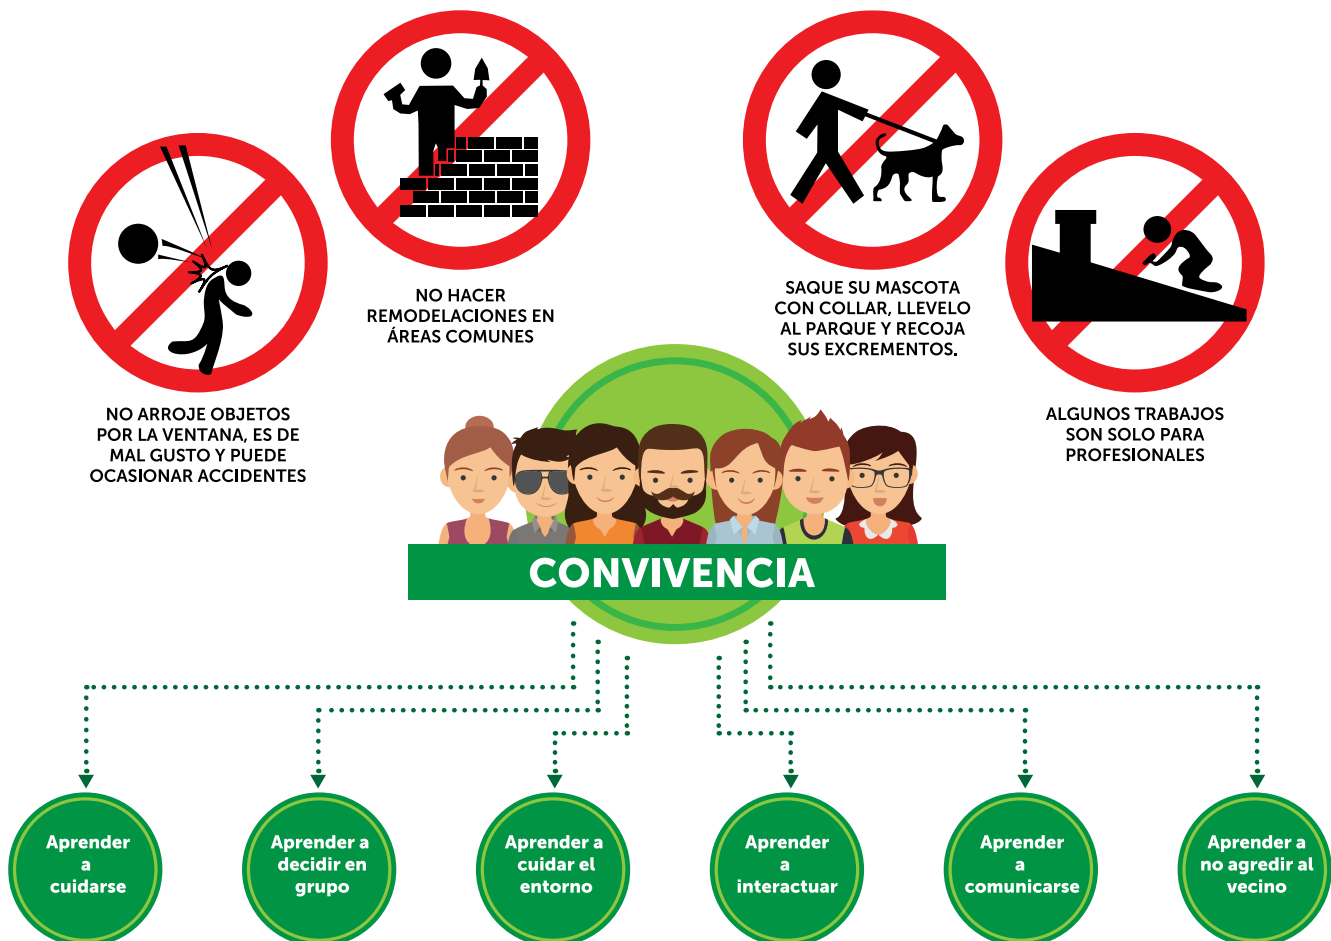 NO HACER
REMODELACIONES EN
ÁREAS COMUNES
SAQUE SU MASCOTA
CON COLLAR, LLEVELO
AL PARQUE Y RECOJA
SUS EXCREMENTOS.
NO ARROJE OBJETOS
POR LA VENTANA, ES DE
MAL GUSTO Y PUEDE
OCASIONAR ACCIDENTES
ALGUNOS TRABAJOS
SON SOLO PARA
PROFESIONALES
CONVIVENCIA
Aprender
a
cuidarse
Aprender a
decidir en
grupo
Aprender a
cuidar el
entorno
Aprender
a
interactuar
Aprender
a
comunicarse
Aprender a
no agredir al
vecino